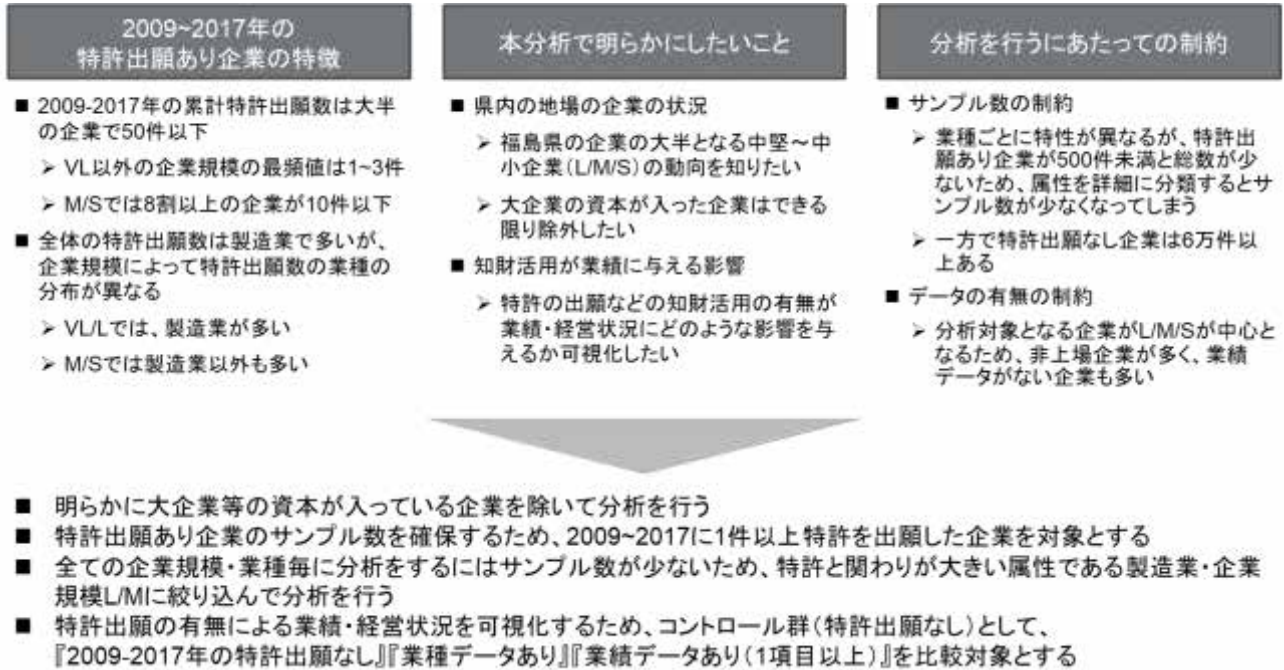 2009~2017年の
特許出願あり企業の特徴
■ 2009-2017年の累計特許出願数は大半
の企業で50件以下
➢ VL以外の企業規模の最頻値は1~3件
➢ M/Sでは8割以上の企業が10件以下
■ 全体の特許出願数は製造業で多いが、
企業規模によって特許出願数の業種の
分布が異なる
➢ VL/Lでは、製造業が多い
➢ M/Sでは製造業以外も多い
本分析で明らかにしたいこと
■ 県内の地場の企業の状況
➢ 福島県の企業の大半となる中堅～中
小企業(L/M/S)の動向を知りたい
➢ 大企業の資本が入った企業はできる
限り除外したい
■ 知財活用が業績に与える影響
➢ 特許の出願などの知財活用の有無が
業績・経営状況にどのような影響を与
えるか可視化したい
分析を行うにあたっての制約
■ サンプル数の制約
➢ 業種ごとに特性が異なるが、特許出
願あり企業が500件未満と総数が少
ないため、属性を詳細に分類するとサ
ンプル数が少なくなってしまう
➢ 一方で特許出願なし企業は6万件以
上ある
■ データの有無の制約
➢ 分析対象となる企業がL/M/Sが中心と
なるため、非上場企業が多く、業績
データがない企業も多い
■ 明らかに大企業等の資本が入っている企業を除いて分析を行う
■ 特許出願あり企業のサンプル数を確保するため、2009~2017に1件以上特許を出願した企業を対象とする
■ 全ての企業規模・業種毎に分析をするにはサンプル数が少ないため、特許と関わりが大きい属性である製造業・企業
規模L/Mに絞り込んで分析を行う
■ 特許出願の有無による業績・経営状況を可視化するため、コントロール群(特許出願なし)として、
『2009-2017年の特許出願なし』『業種データあり』『業績データあり(1項目以上)』を比較対象とする